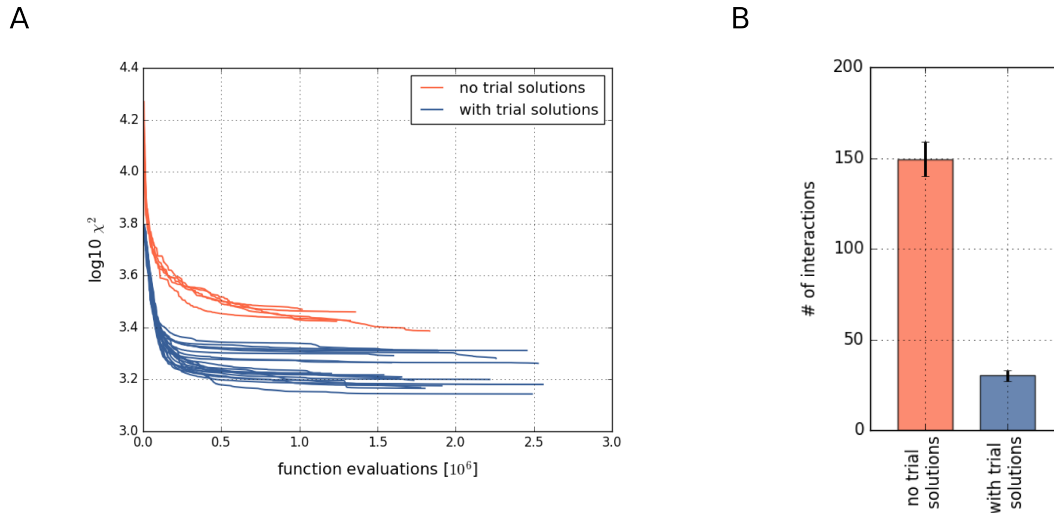 A
B
4.4
4.2
4.0
3.8
3.6
3.4
3.2
3.0
log10 χ²
no trial solutions
with trial solutions
0.0 0.5 1.0 1.5 2.0 2.5 3.0
function evaluations [10⁶]
200
150
100
50
0
# of interactions
no trial
solutions
with trial
solutions